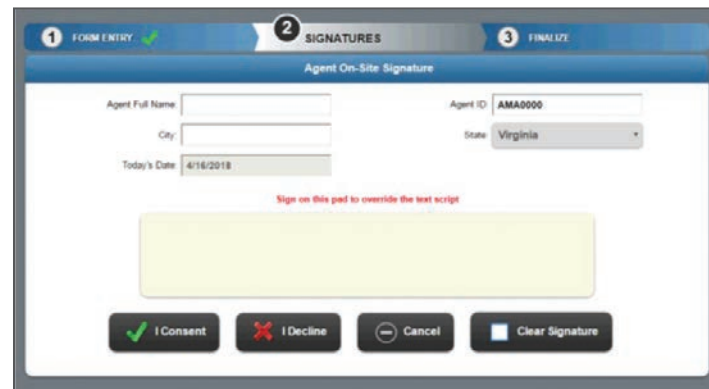 1 FORM ENTRY 2 SIGNATURES 3 FINALIZE
Agent On-Site Signature
Agent Full Name: Agent ID: AMA0000
City: State: Virginia
Today's Date: 4/16/2018
Sign on this pad to override the text script
I Consent I Decline Cancel Clear Signature